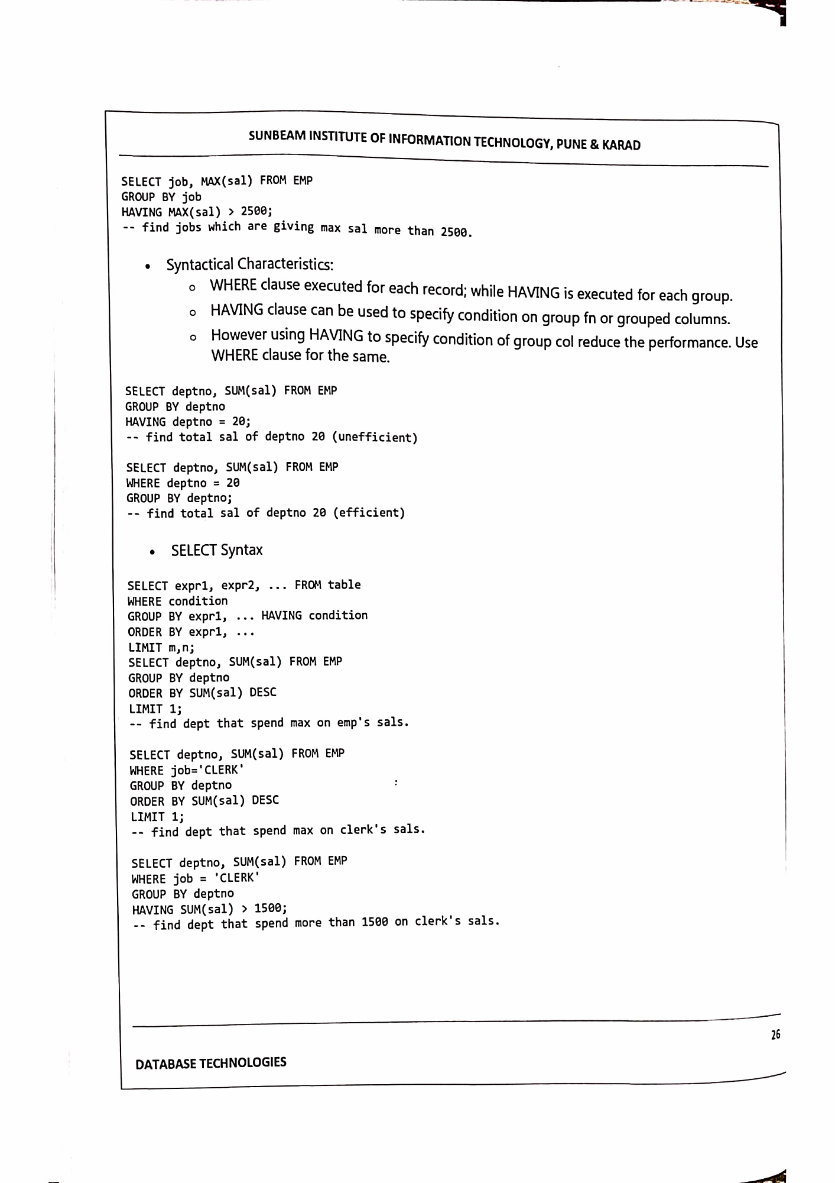 SUNBEAM INSTITUTE OF INFORMATION TECHNOLOGY, PUNE & KARAD
SELECT job, MAX(sal) FROM EMP
GROUP BY job
HAVING MAX(sal) > 2500;
-- find jobs which are giving max sal more than 2500.
• Syntactical Characteristics:
o WHERE clause executed for each record; while HAVING is executed for each group.
o HAVING clause can be used to specify condition on group fn or grouped columns.
o However using HAVING to specify condition of group col reduce the performance. Use
WHERE clause for the same.
SELECT deptno, SUM(sal) FROM EMP
GROUP BY deptno
HAVING deptno = 20;
-- find total sal of deptno 20 (unefficient)
SELECT deptno, SUM(sal) FROM EMP
WHERE deptno = 20
GROUP BY deptno;
-- find total sal of deptno 20 (efficient)
• SELECT Syntax
SELECT expr1, expr2, ... FROM table
WHERE condition
GROUP BY expr1, ... HAVING condition
ORDER BY expr1, ...
LIMIT m,n;
SELECT deptno, SUM(sal) FROM EMP
GROUP BY deptno
ORDER BY SUM(sal) DESC
LIMIT 1;
-- find dept that spend max on emp's sals.
SELECT deptno, SUM(sal) FROM EMP
WHERE job='CLERK'
GROUP BY deptno
ORDER BY SUM(sal) DESC
LIMIT 1;
-- find dept that spend max on clerk's sals.
SELECT deptno, SUM(sal) FROM EMP
WHERE job = 'CLERK'
GROUP BY deptno
HAVING SUM(sal) > 1500;
-- find dept that spend more than 1500 on clerk's sals.
26
DATABASE TECHNOLOGIES